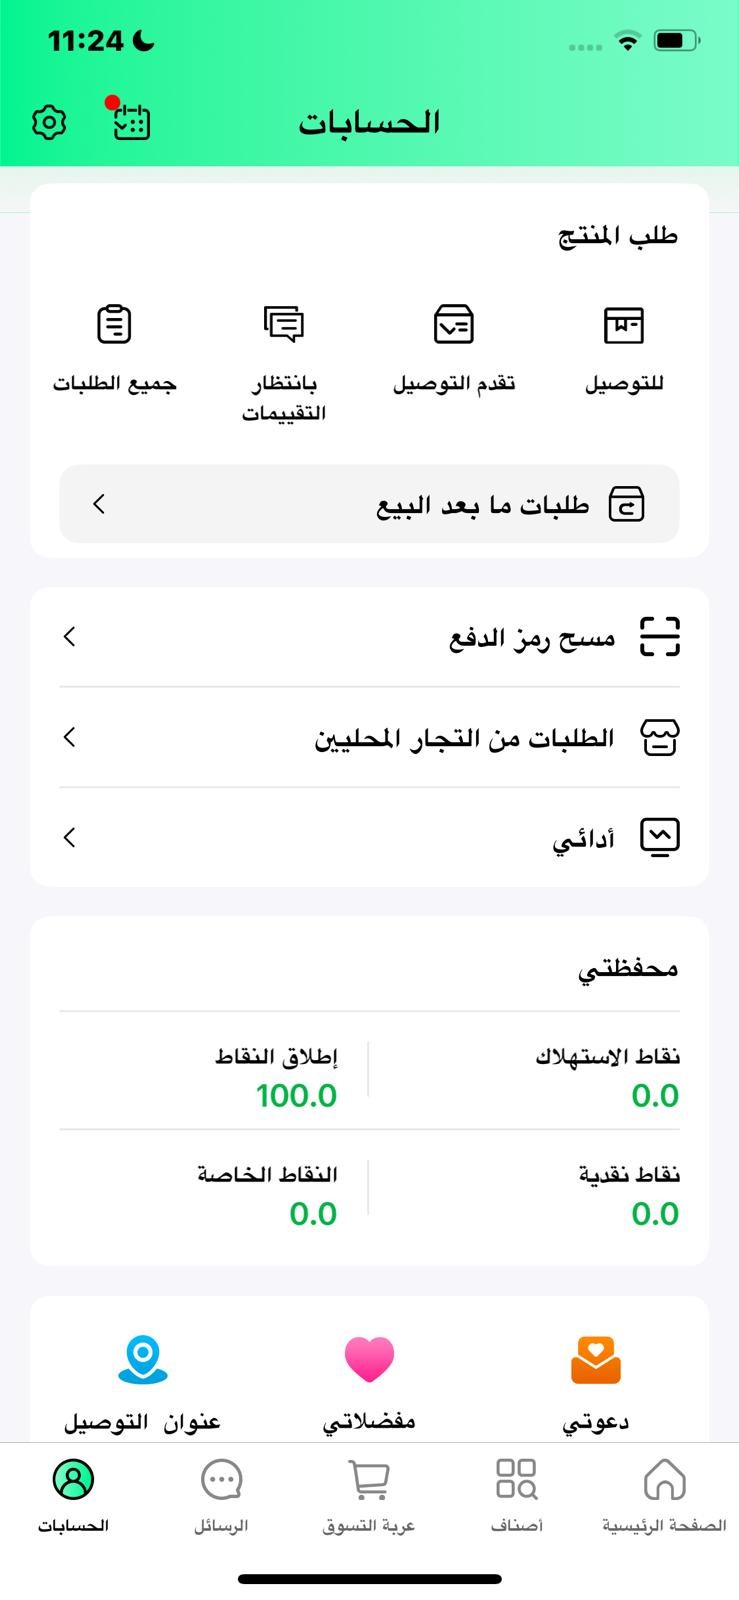 11:24
الحسابات
طلب المنتج
للتوصيل
تقدم التوصيل
بانتظار
التقييمات
جميع الطلبات
طلبات ما بعد البيع
مسح رمز الدفع
الطلبات من التجار المحليين
أدائي
محفظتي
نقاط الاستهلاك
0.0
إطلاق النقاط
100.0
نقاط نقدية
0.0
النقاط الخاصة
0.0
دعوتي
مفضلاتي
عنوان التوصيل
الصفحة الرئيسية
أصناف
عربة التسوق
الرسائل
الحسابات